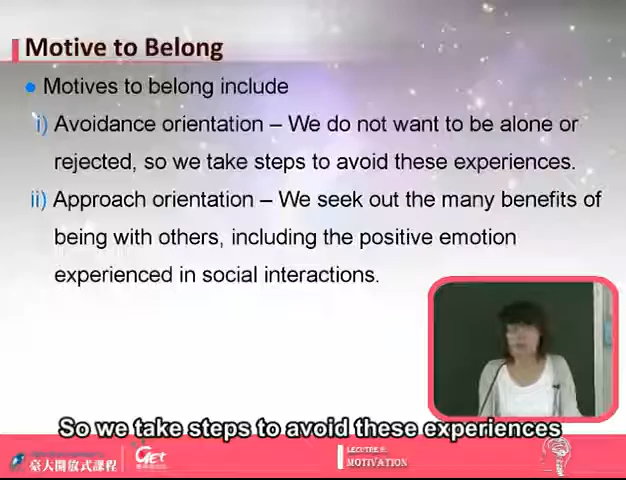 Motive to Belong
Motives to belong include
i) Avoidance orientation – We do not want to be alone or
rejected, so we take steps to avoid these experiences.
ii) Approach orientation – We seek out the many benefits of
being with others, including the positive emotion
experienced in social interactions.
So we take steps to avoid these experiences
臺大開放式課程
GET
MOTIVATION